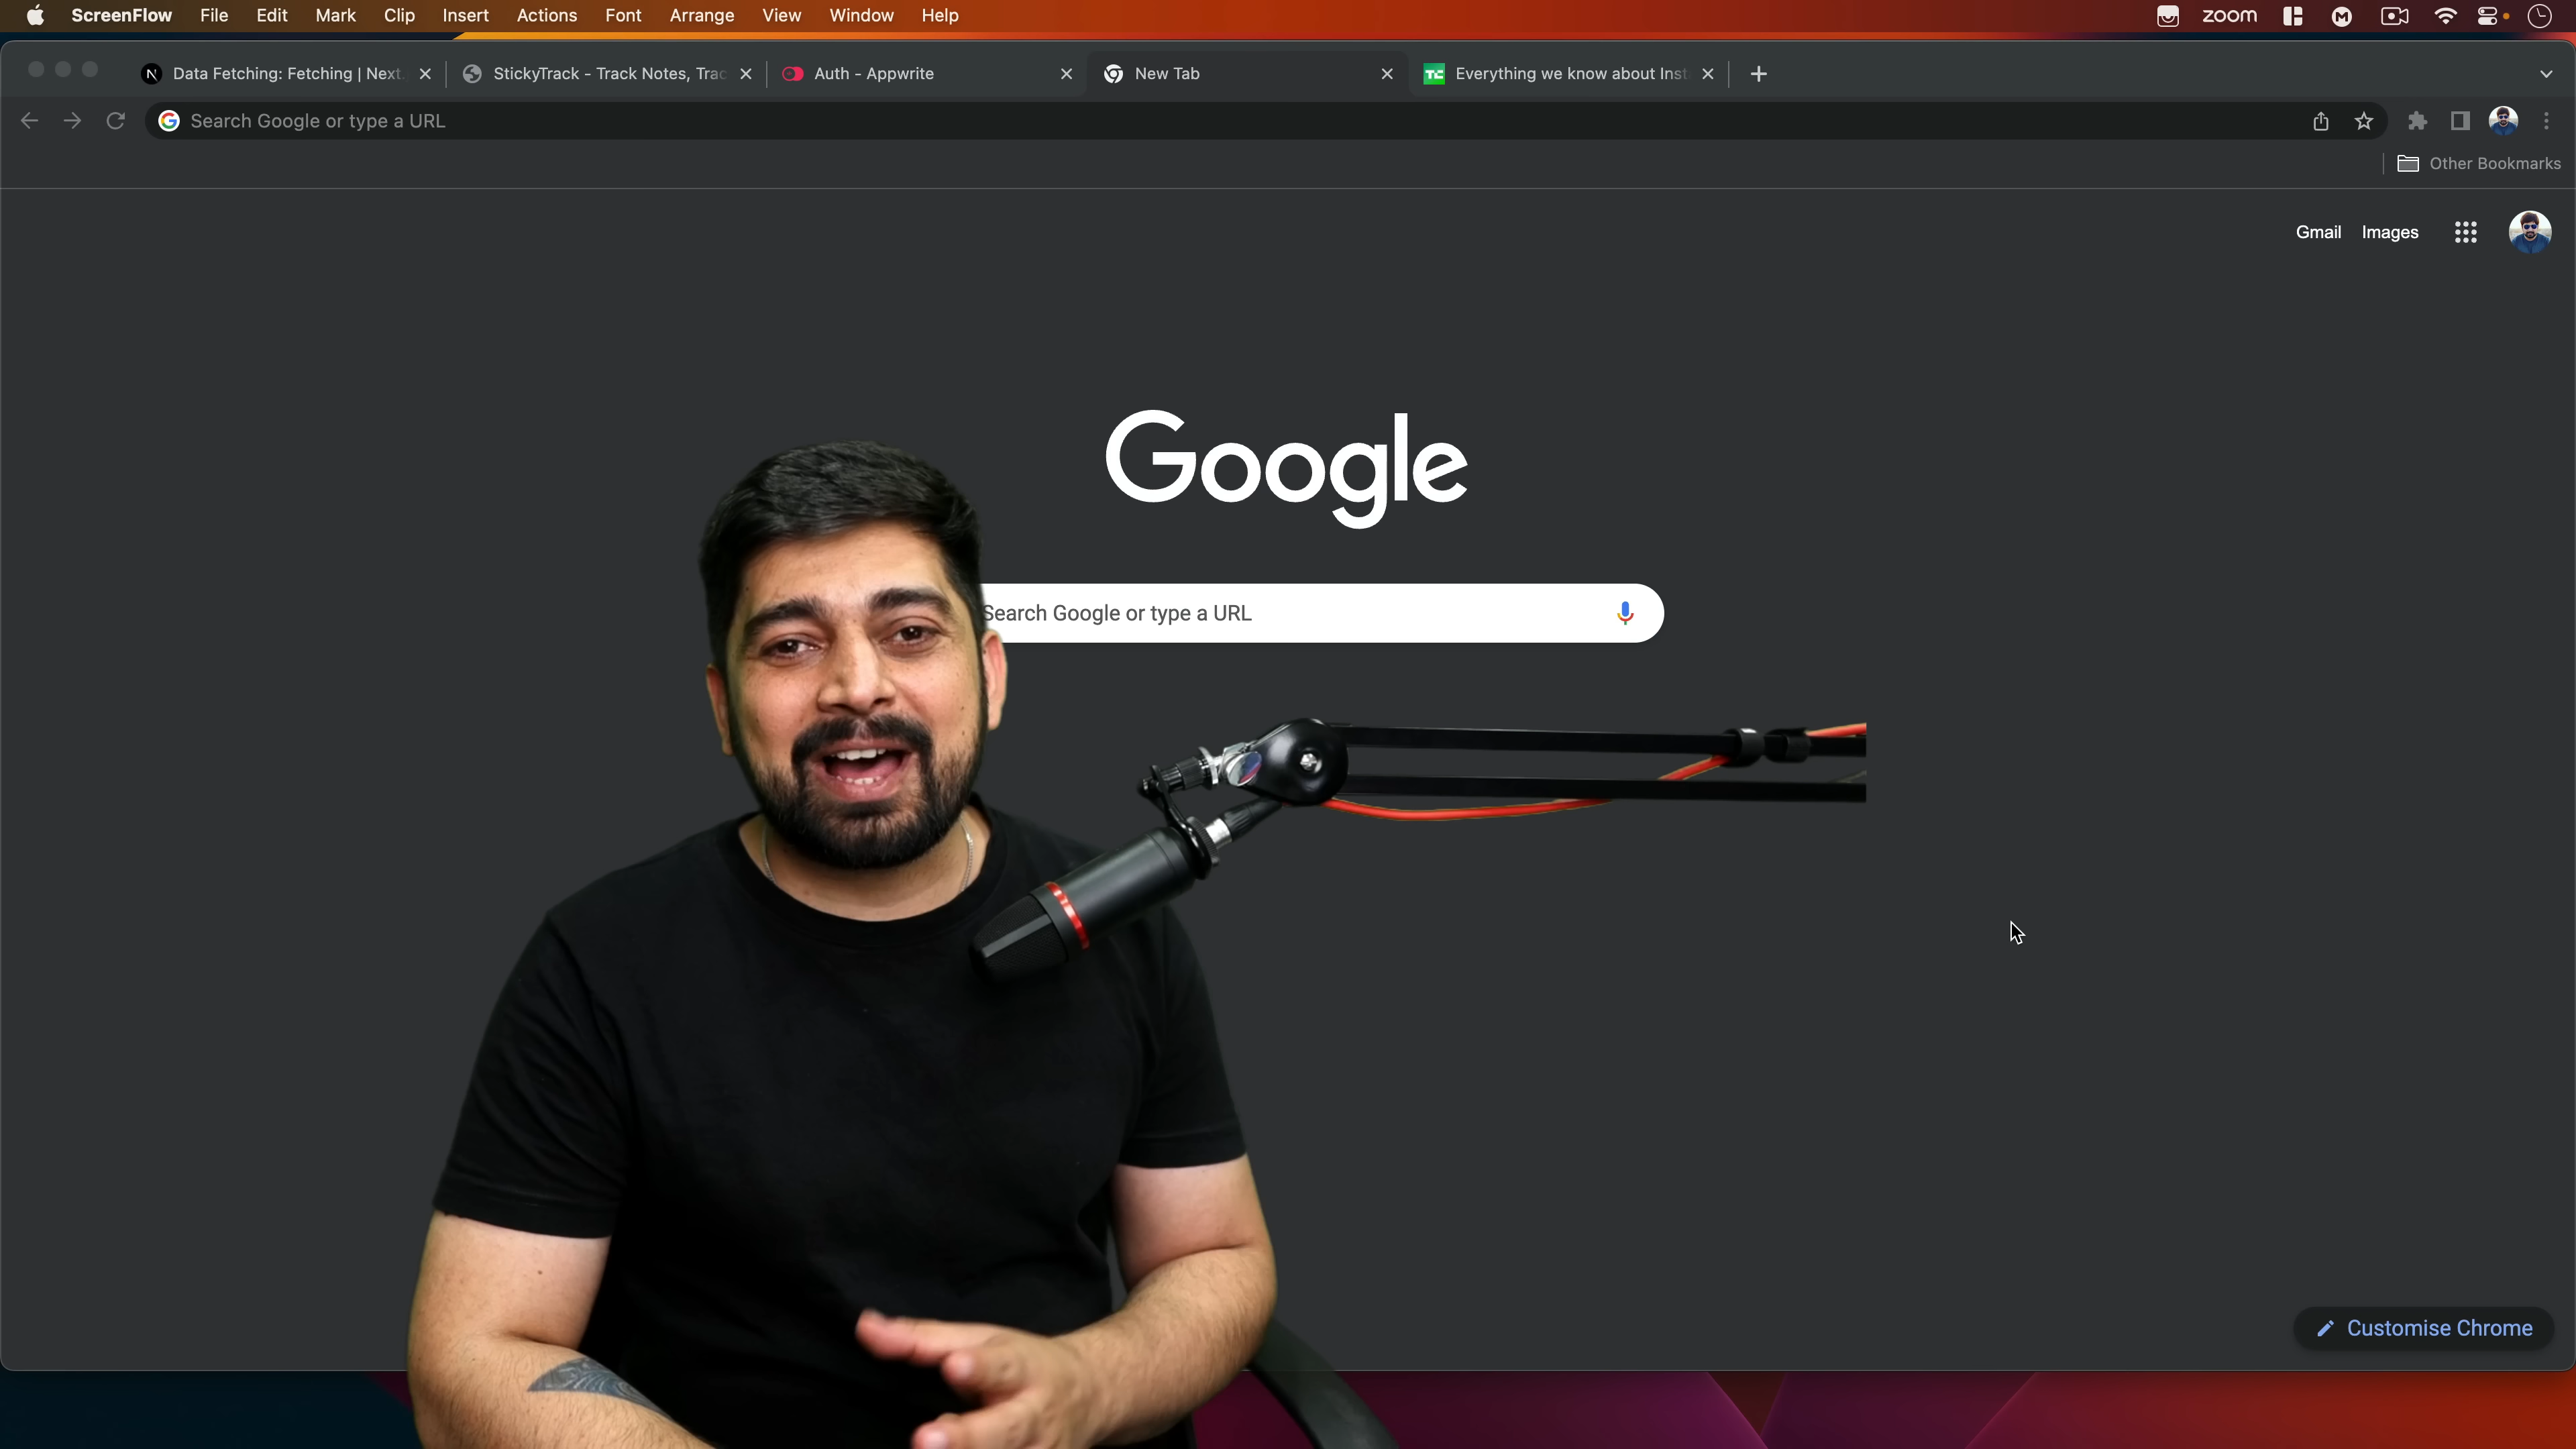 ScreenFlow File Edit Mark Clip Insert Actions Font Arrange View Window Help zoom
Data Fetching: Fetching | Next. StickyTrack - Track Notes, Trac Auth - Appwrite New Tab Everything we know about Inst
Search Google or type a URL
Other Bookmarks
Gmail Images
Google
Search Google or type a URL
Customise Chrome